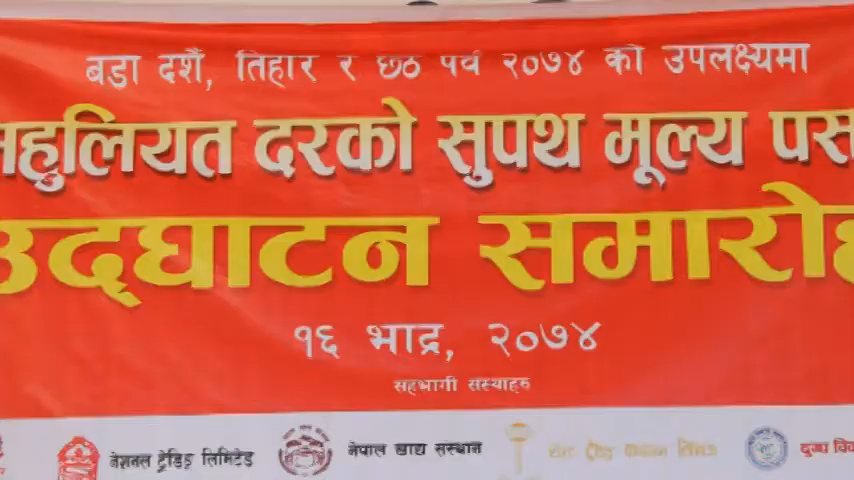 बडा दशैं, तिहार र छठ पर्व २०७४ को उपलक्ष्यमा
सहुलियत दरको सुपथ मूल्य पस
उद्घाटन समारोह
१६ भाद्र, २०७४
सहभागी संस्थाहरु
नेशनल ट्रेडिङ लिमिटेड नेपाल खाद्य संस्थान दुग्ध विक